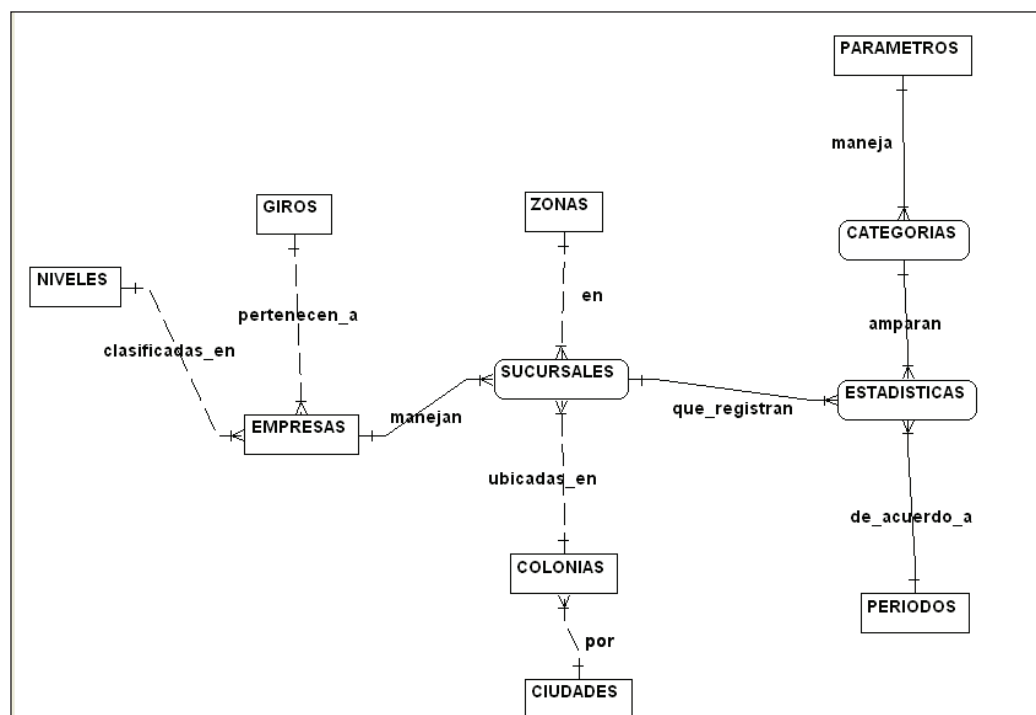 PARAMETROS
maneja
GIROS
ZONAS
CATEGORIAS
NIVELES
en
pertenecen_a
amparan
clasificadas_en
SUCURSALES
ESTADISTICAS
que_registran
manejan
EMPRESAS
ubicadas_en
de_acuerdo_a
COLONIAS
PERIODOS
por
CIUDADES